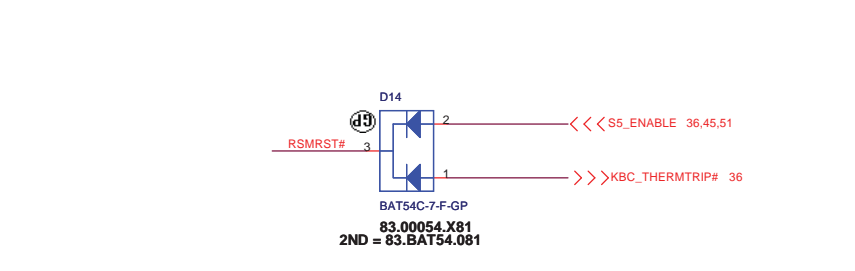 D14
GP
2
S5_ENABLE 36,45,51
RSMRST#
3
1
KBC_THERMTRIP# 36
BAT54C-7-F-GP
83.00054.X81
2ND = 83.BAT54.081